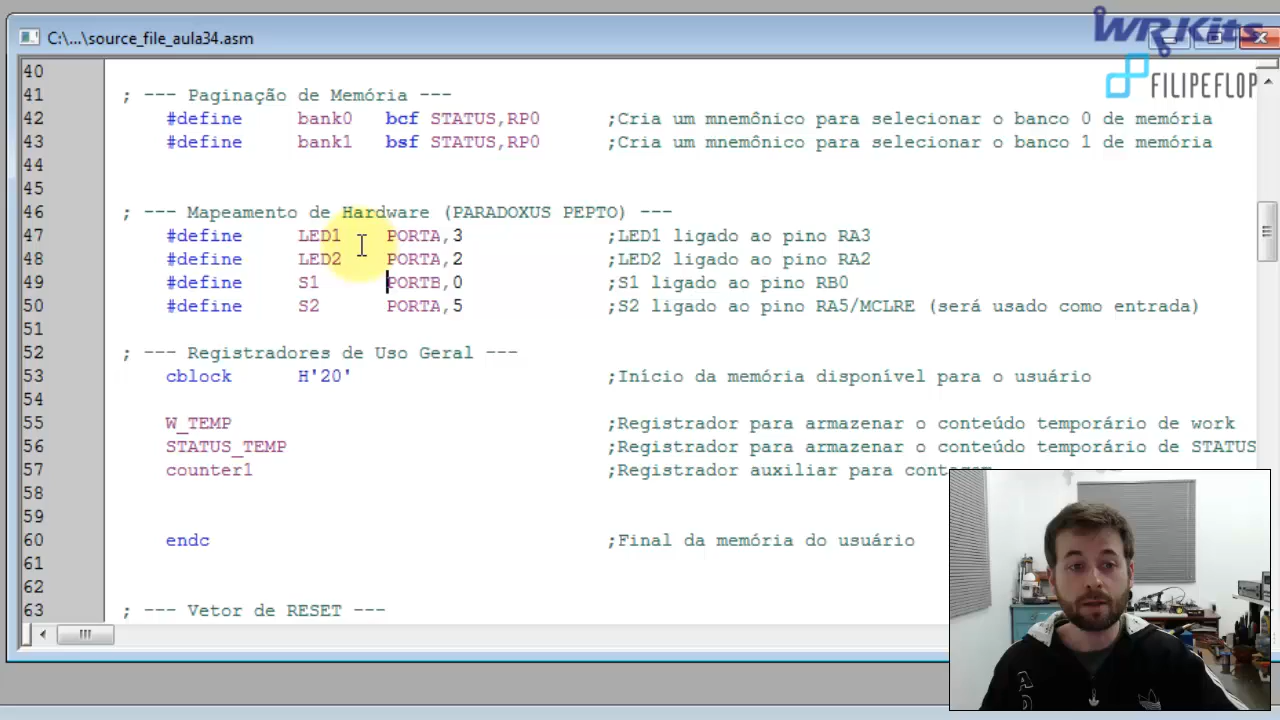 C:\...\source_file_aula34.asm
WRKits
FILIPEFLOP
40
41 ; --- Paginação de Memória ---
42 #define bank0 bcf STATUS,RP0 ;Cria um mnemônico para selecionar o banco 0 de memória
43 #define bank1 bsf STATUS,RP0 ;Cria um mnemônico para selecionar o banco 1 de memória
44
45
46 ; --- Mapeamento de Hardware (PARADOXUS PEPTO) ---
47 #define LED1 PORTA,3 ;LED1 ligado ao pino RA3
48 #define LED2 PORTA,2 ;LED2 ligado ao pino RA2
49 #define S1 PORTB,0 ;S1 ligado ao pino RB0
50 #define S2 PORTA,5 ;S2 ligado ao pino RA5/MCLRE (será usado como entrada)
51
52 ; --- Registradores de Uso Geral ---
53 cblock H'20' ;Início da memória disponível para o usuário
54
55 W_TEMP ;Registrador para armazenar o conteúdo temporário de work
56 STATUS_TEMP ;Registrador para armazenar o conteúdo temporário de STATUS
57 counter1 ;Registrador auxiliar para contagem
58
59
60 endc ;Final da memória do usuário
61
62
63 ; --- Vetor de RESET ---